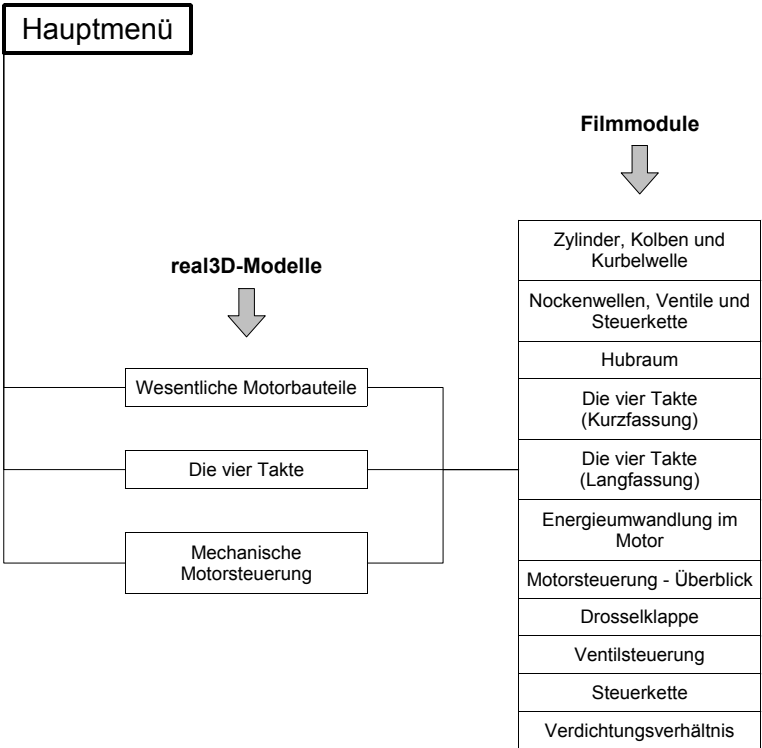 Hauptmenü
Filmmodule
real3D-Modelle
Wesentliche Motorbauteile
Die vier Takte
Mechanische
Motorsteuerung
Zylinder, Kolben und
Kurbelwelle
Nockenwellen, Ventile und
Steuerkette
Hubraum
Die vier Takte
(Kurzfassung)
Die vier Takte
(Langfassung)
Energieumwandlung im
Motor
Motorsteuerung - Überblick
Drosselklappe
Ventilsteuerung
Steuerkette
Verdichtungsverhältnis